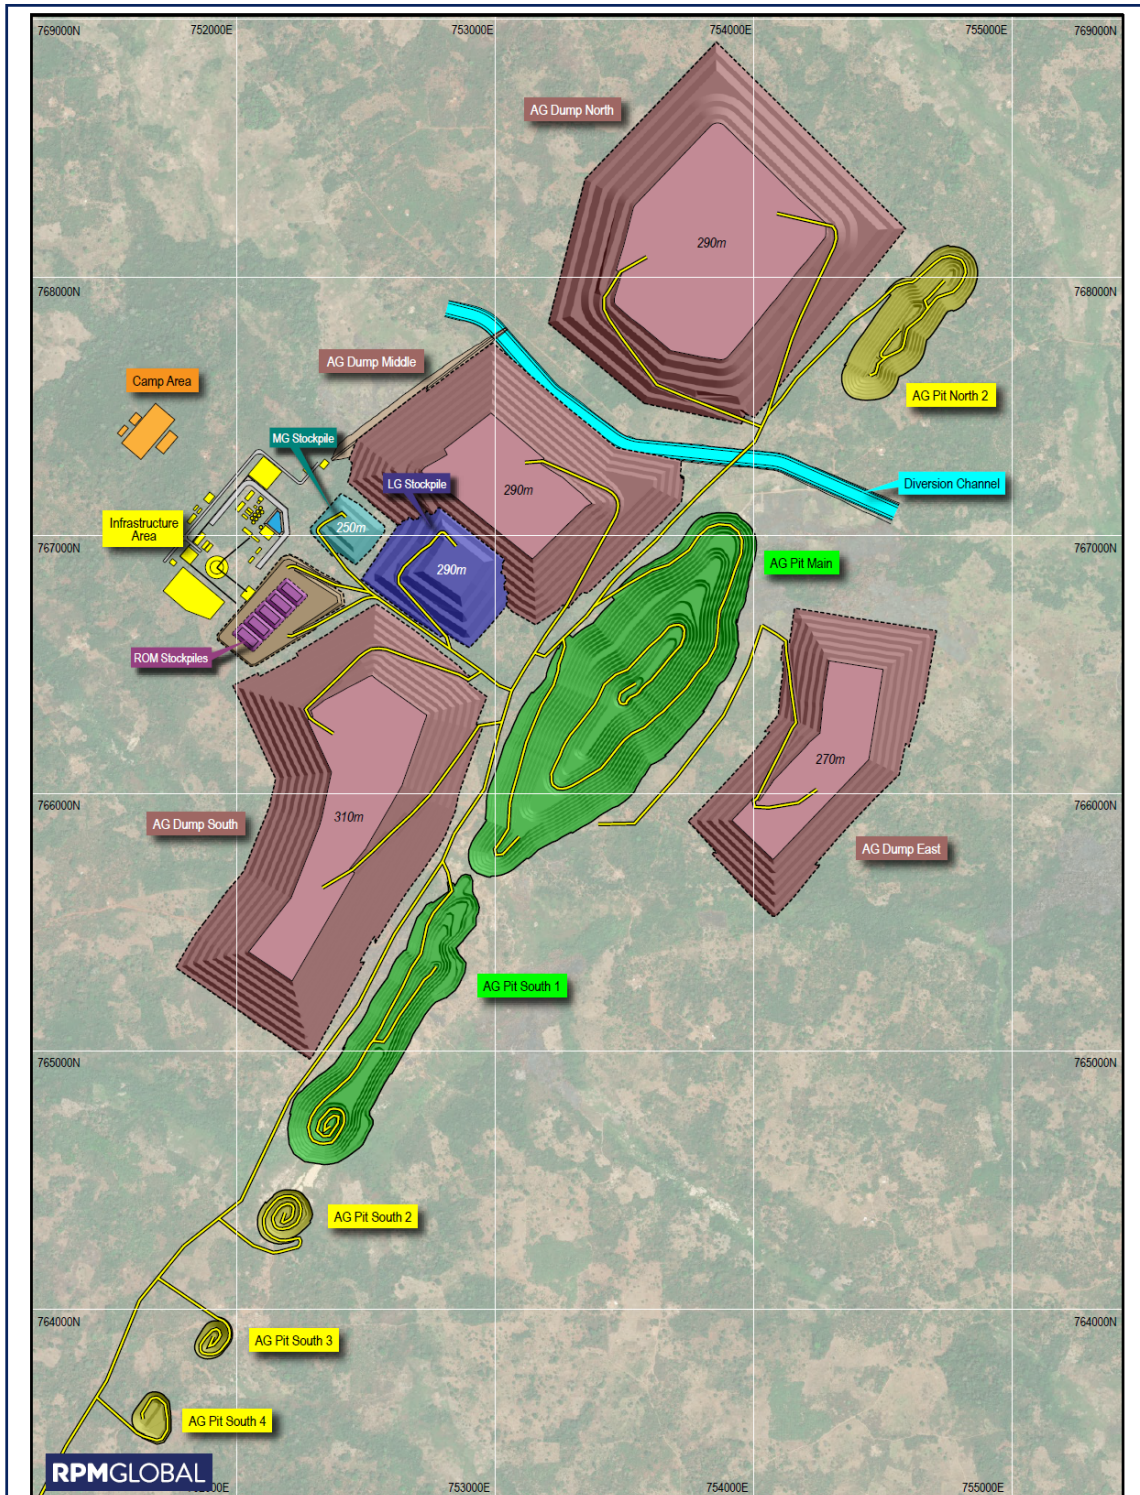 769000N
752000E
753000E
754000E
755000E
769000N
AG Dump North
290m
768000N
768000N
AG Dump Middle
Camp Area
AG Pit North 2
MG Stockpile
LG Stockpile
290m
Diversion Channel
Infrastructure
Area
250m
767000N
767000N
290m
AG Pit Main
ROM Stockpiles
270m
766000N
766000N
310m
AG Dump South
AG Dump East
AG Pit South 1
765000N
765000N
AG Pit South 2
764000N
764000N
AG Pit South 3
AG Pit South 4
RPMGLOBAL
753000E
754000E
755000E